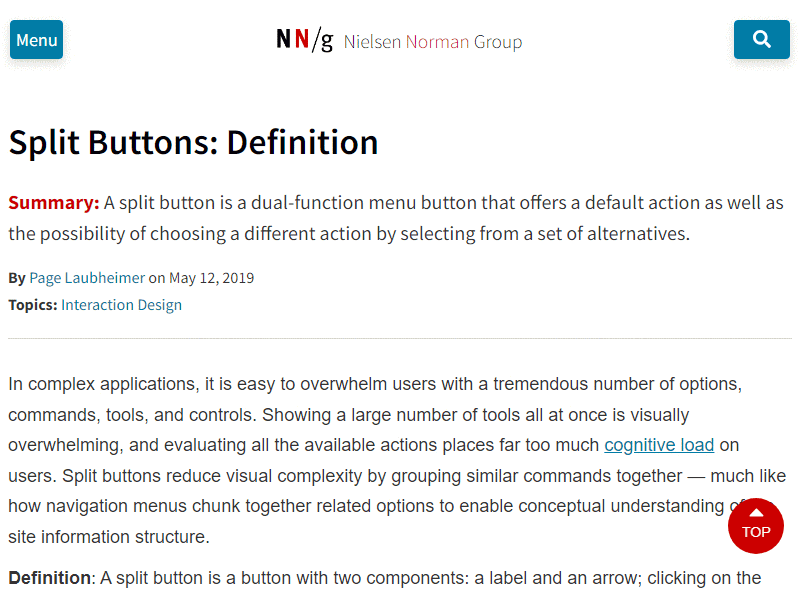 Menu
NN/g Nielsen Norman Group
Split Buttons: Definition
Summary: A split button is a dual-function menu button that offers a default action as well as
the possibility of choosing a different action by selecting from a set of alternatives.
By Page Laubheimer on May 12, 2019
Topics: Interaction Design
In complex applications, it is easy to overwhelm users with a tremendous number of options,
commands, tools, and controls. Showing a large number of tools all at once is visually
overwhelming, and evaluating all the available actions places far too much cognitive load on
users. Split buttons reduce visual complexity by grouping similar commands together — much like
how navigation menus chunk together related options to enable conceptual understanding
site information structure.
TOP
Definition: A split button is a button with two components: a label and an arrow; clicking on the